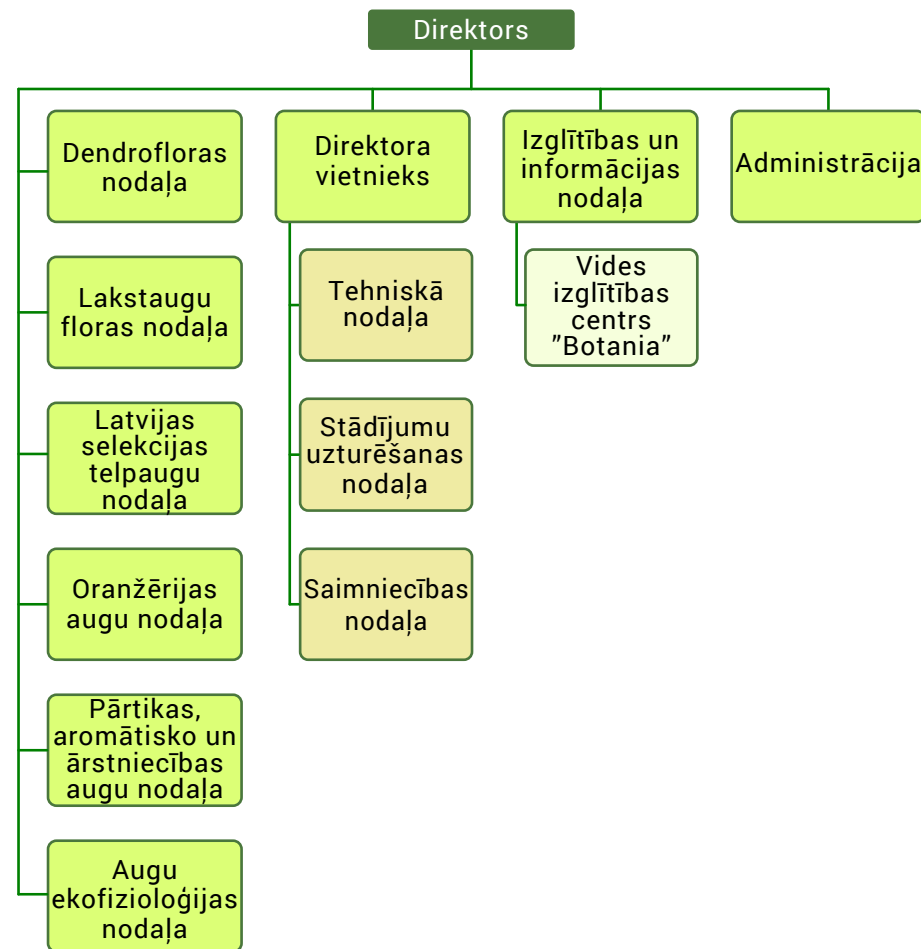 Direktors
Dendrofloras
nodaļa
Direktora
vietnieks
Izglītības un
informācijas
nodaļa
Administrācija
Lakstaugu
floras nodaļa
Tehniskā
nodaļa
Vides
izglītības
centrs
”Botania”
Latvijas
selekcijas
telpaugu
nodaļa
Stādījumu
uzturēšanas
nodaļa
Oranžērijas
augu nodaļa
Saimniecības
nodaļa
Pārtikas,
aromātisko un
ārstniecības
augu nodaļa
Augu
ekofizioloģijas
nodaļa